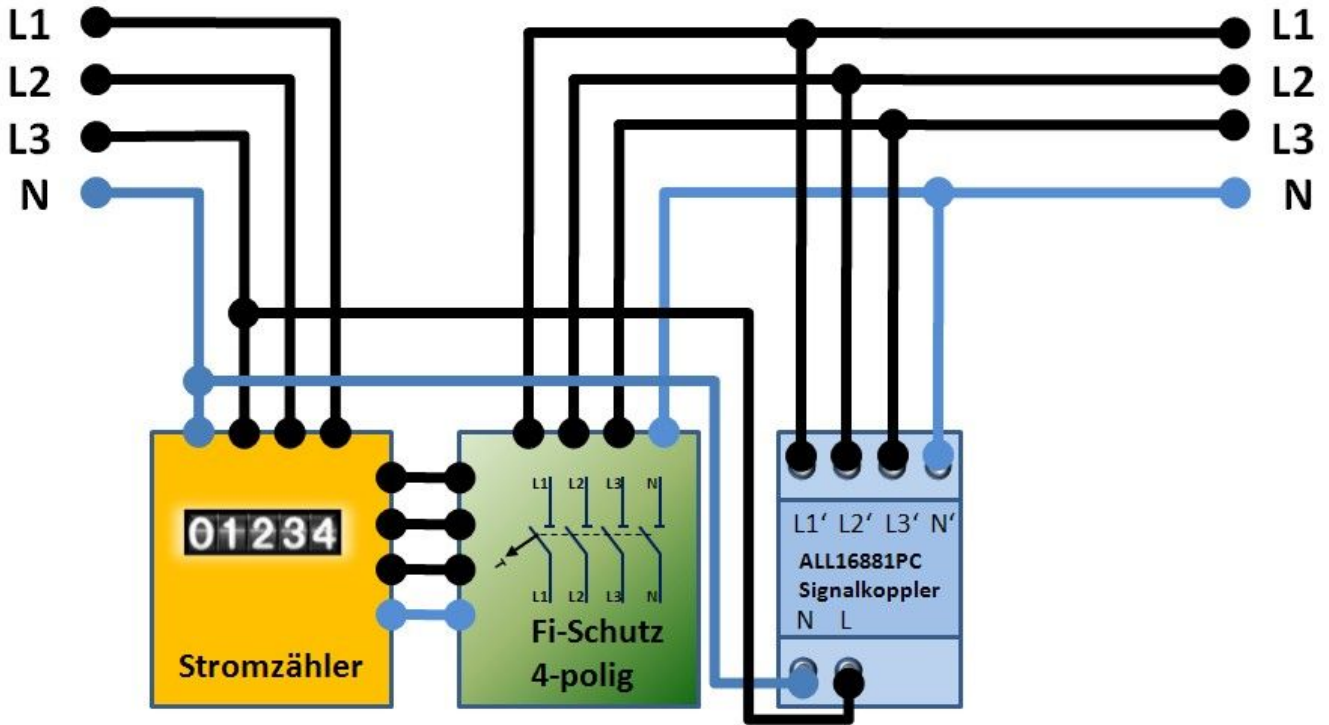 L1
L2
L3
N
L1
L2
L3
N
01234
Stromzähler
L1 L2 L3 N
T
L1 L2 L3 N
Fi-Schutz
4-polig
L1‘ L2‘ L3‘ N‘
ALL16881PC
Signalkoppler
N L